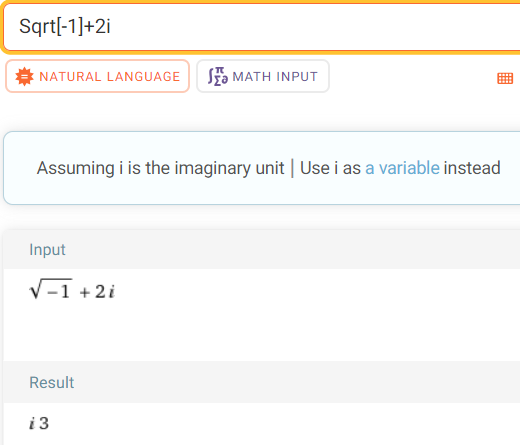 Sqrt[-1]+2i
NATURAL LANGUAGE ∫π Σ∂ MATH INPUT
Assuming i is the imaginary unit | Use i as a variable instead
Input
√-1 + 2 i
Result
i 3